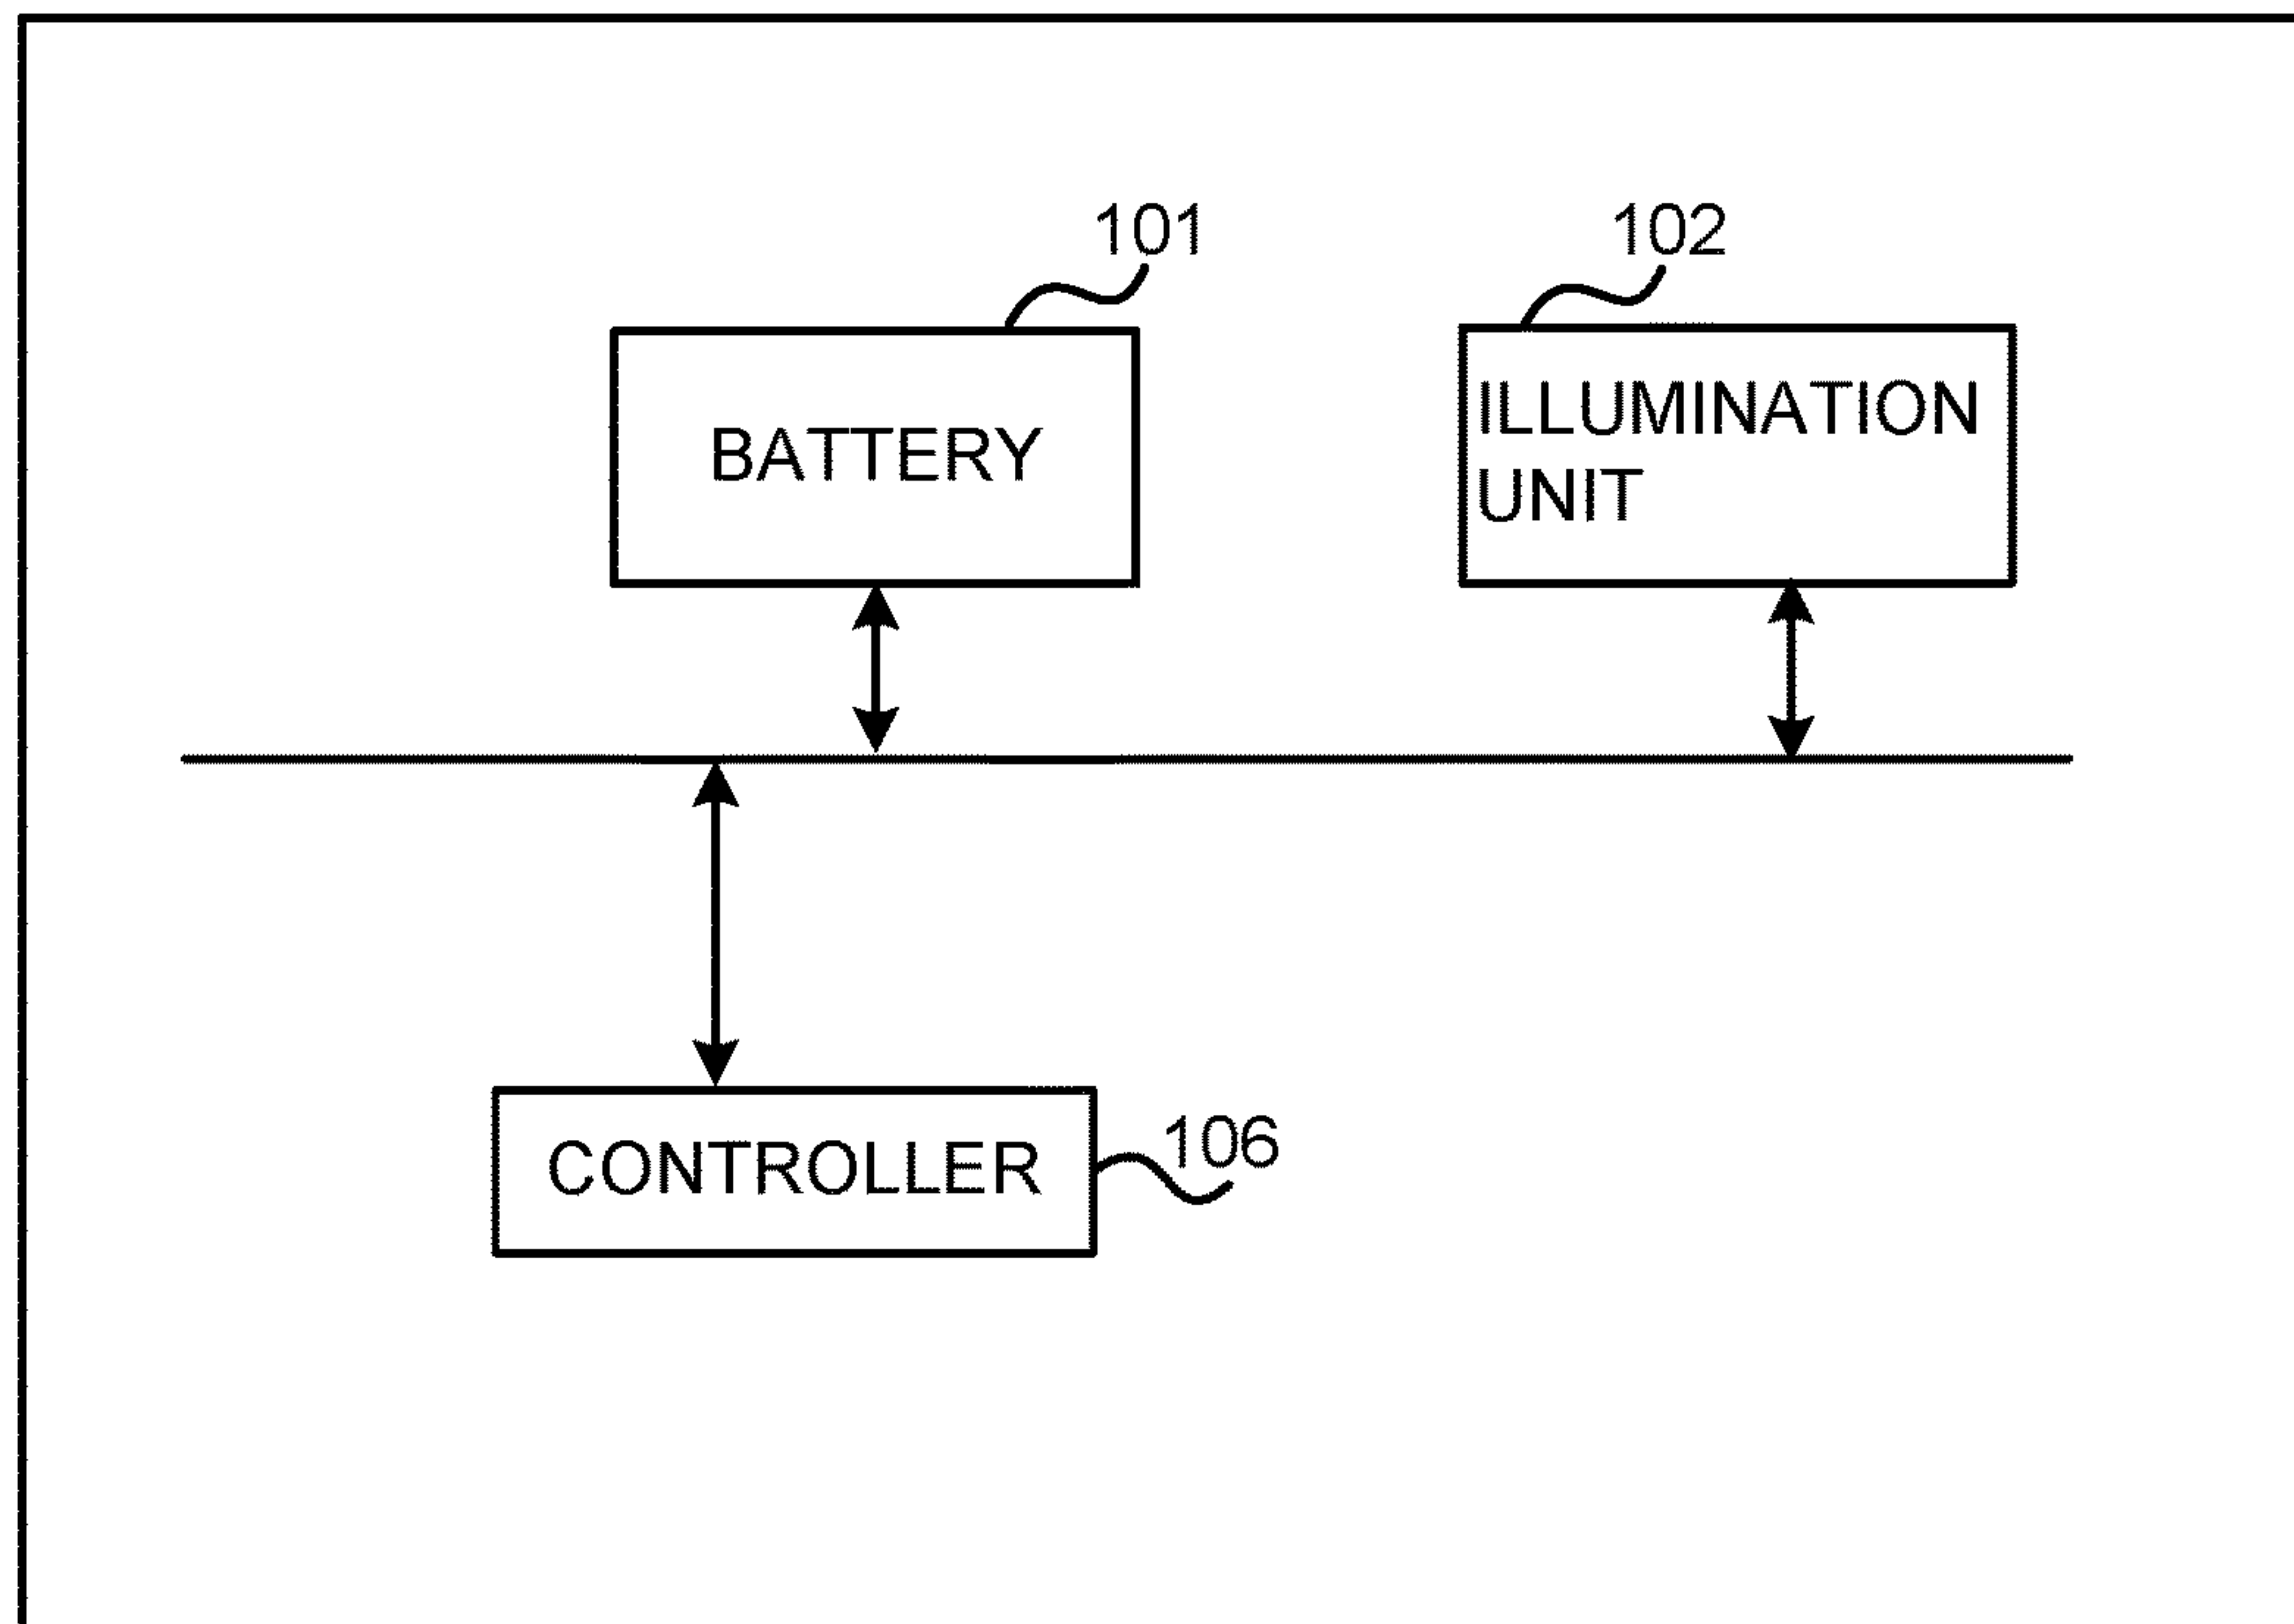 101
102
BATTERY
ILLUMINATION
UNIT
CONTROLLER
106